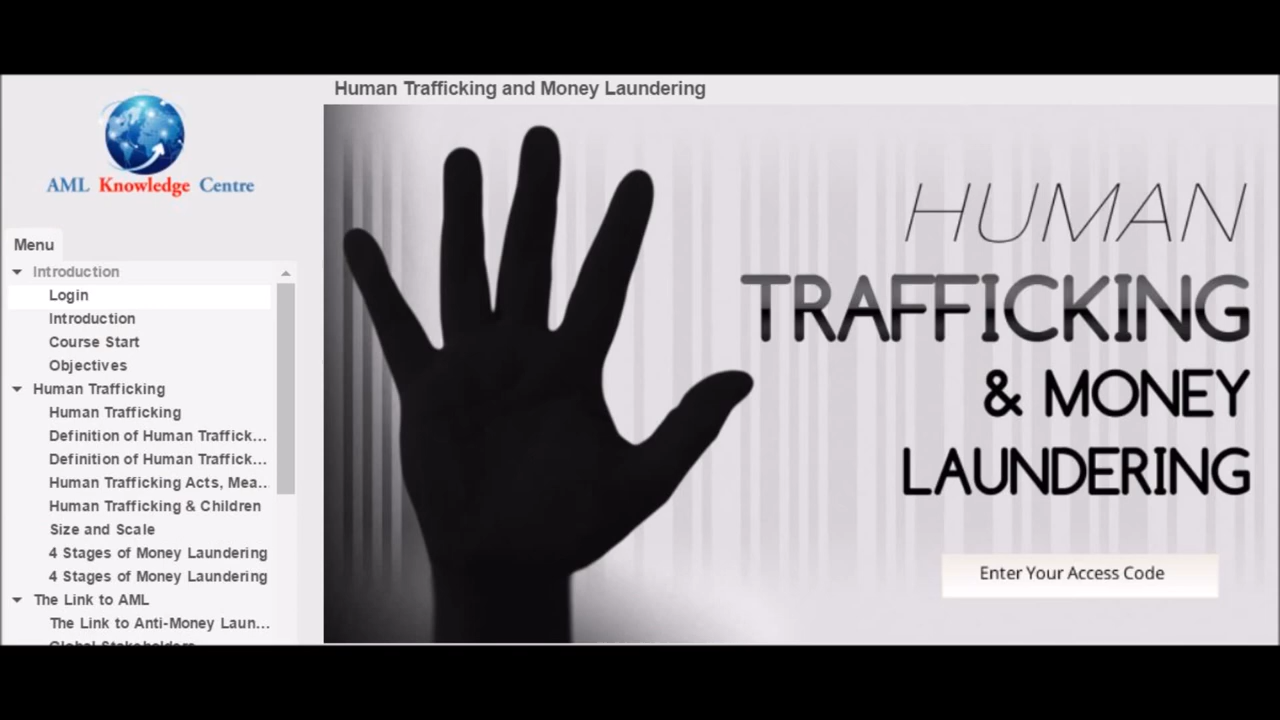 Human Trafficking and Money Laundering
AML Knowledge Centre
Menu
Introduction
Login
Introduction
Course Start
Objectives
Human Trafficking
Human Trafficking
Definition of Human Traffick...
Definition of Human Traffick...
Human Trafficking Acts, Mea...
Human Trafficking & Children
Size and Scale
4 Stages of Money Laundering
4 Stages of Money Laundering
The Link to AML
The Link to Anti-Money Laun...
Global Stakeholders
HUMAN
TRAFFICKING
& MONEY
LAUNDERING
Enter Your Access Code